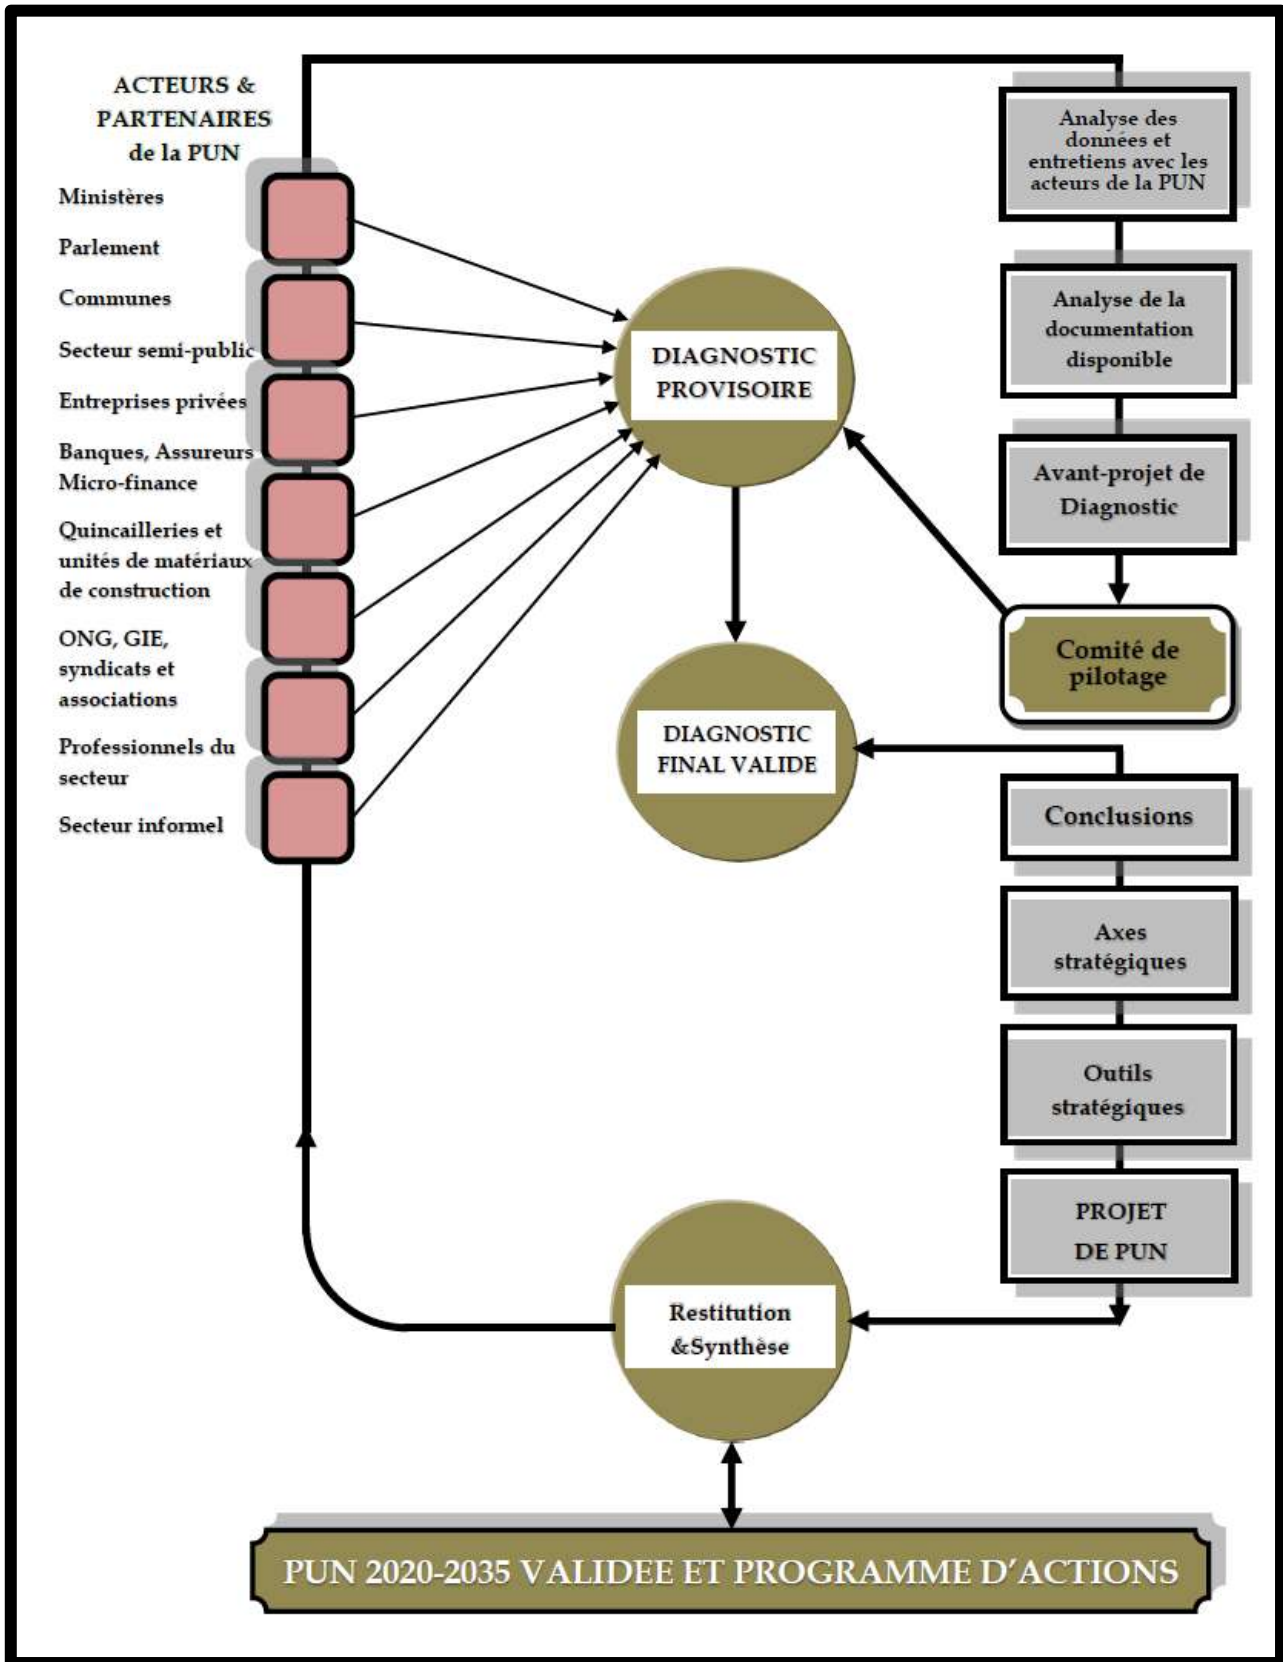 ACTEURS &
PARTENAIRES
de la PUN
Ministères
Parlement
Communes
Secteur semi-public
Entreprises privées
Banques, Assureurs
Micro-finance
Quincailleries et
unités de matériaux
de construction
ONG, GIE,
syndicats et
associations
Professionnels du
secteur
Secteur informel
DIAGNOSTIC
PROVISOIRE
DIAGNOSTIC
FINAL VALIDE
Restitution
&Synthèse
Analyse des
données et
entretiens avec les
acteurs de la PUN
Analyse de la
documentation
disponible
Avant-projet de
Diagnostic
Comité de
pilotage
Conclusions
Axes
stratégiques
Outils
stratégiques
PROJET
DE PUN
PUN 2020-2035 VALIDEE ET PROGRAMME D’ACTIONS